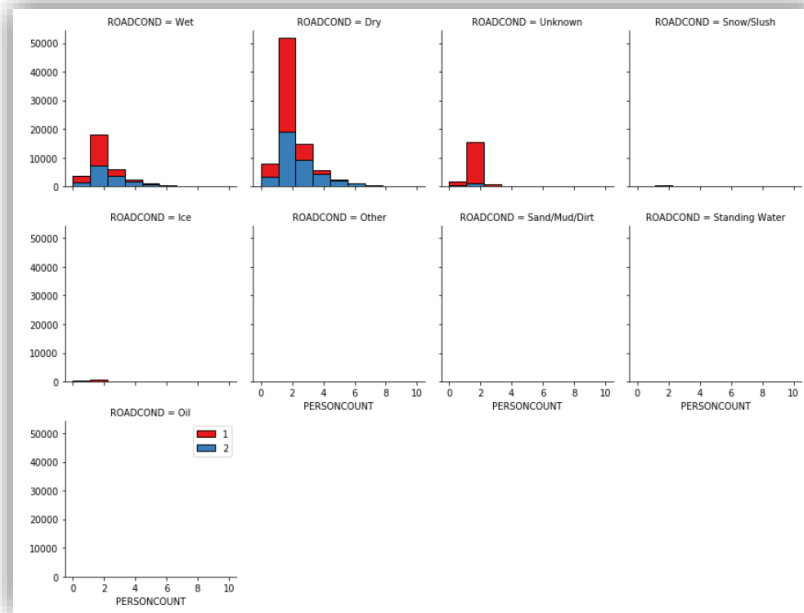 ROADCOND = Wet
ROADCOND = Dry
ROADCOND = Unknown
ROADCOND = Snow/Slush
50000
40000
30000
20000
10000
0
ROADCOND = Ice
ROADCOND = Other
ROADCOND = Sand/Mud/Dirt
ROADCOND = Standing Water
50000
40000
30000
20000
10000
0
0 2 4 6 8 10
0 2 4 6 8 10
0 2 4 6 8 10
PERSONCOUNT
PERSONCOUNT
PERSONCOUNT
ROADCOND = Oil
1
2
50000
40000
30000
20000
10000
0
0 2 4 6 8 10
PERSONCOUNT